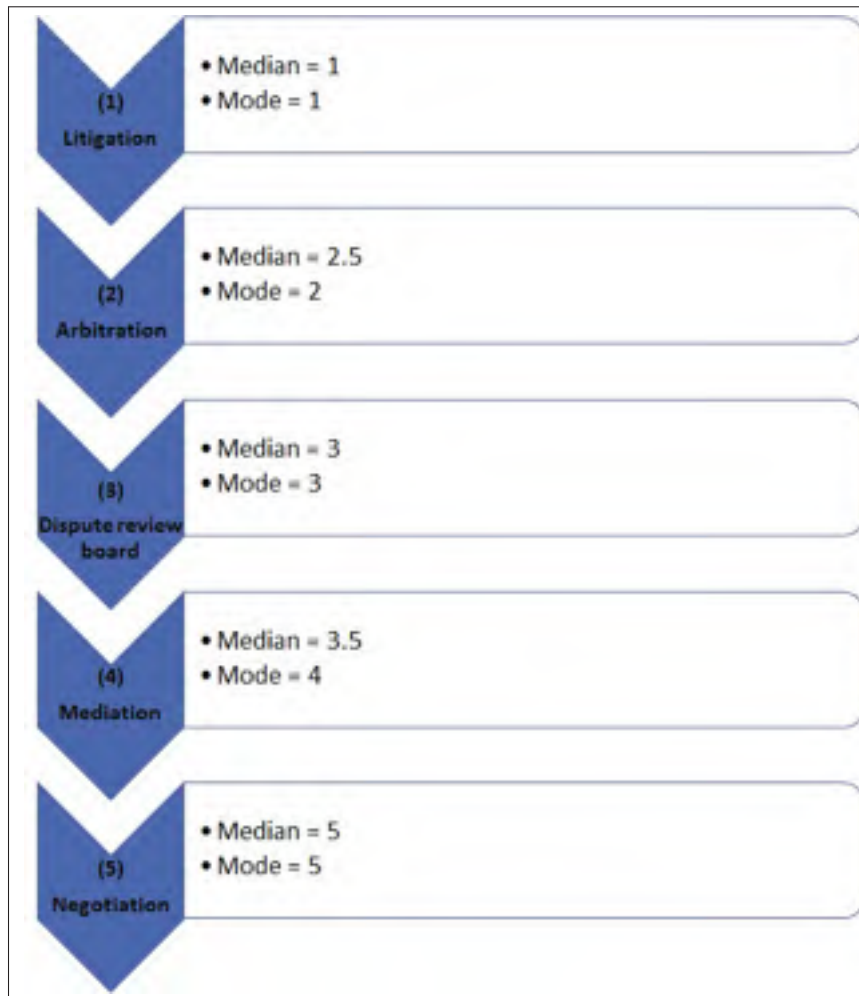 (1)
Litigation
• Median = 1
• Mode = 1
(2)
Arbitration
• Median = 2.5
• Mode = 2
(3)
Dispute review
board
• Median = 3
• Mode = 3
(4)
Mediation
• Median = 3.5
• Mode = 4
(5)
Negotiation
• Median = 5
• Mode = 5